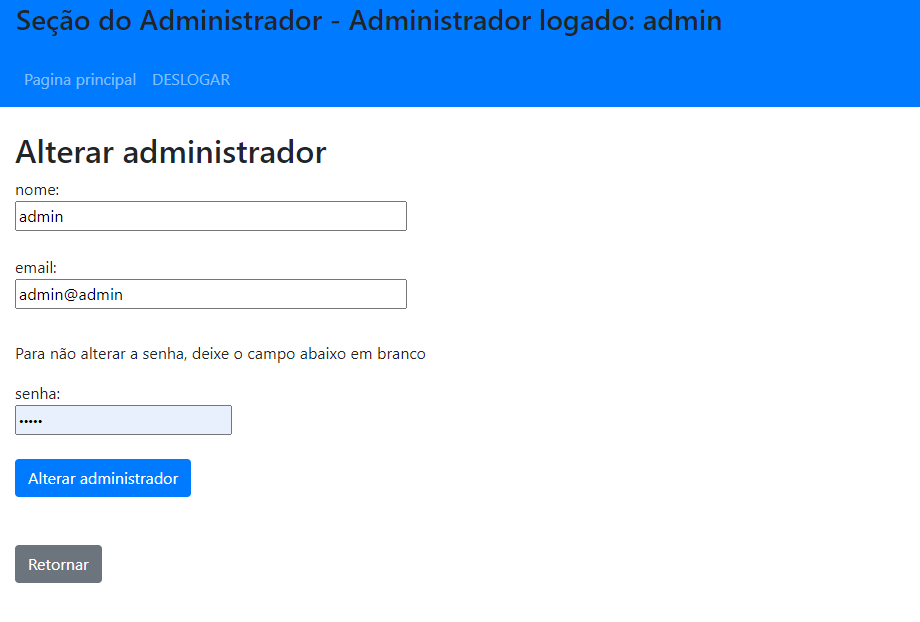 Seção do Administrador - Administrador logado: admin
Pagina principal DESLOGAR
Alterar administrador
nome:
admin
email:
admin@admin
Para não alterar a senha, deixe o campo abaixo em branco
senha:
•••••
Alterar administrador
Retornar